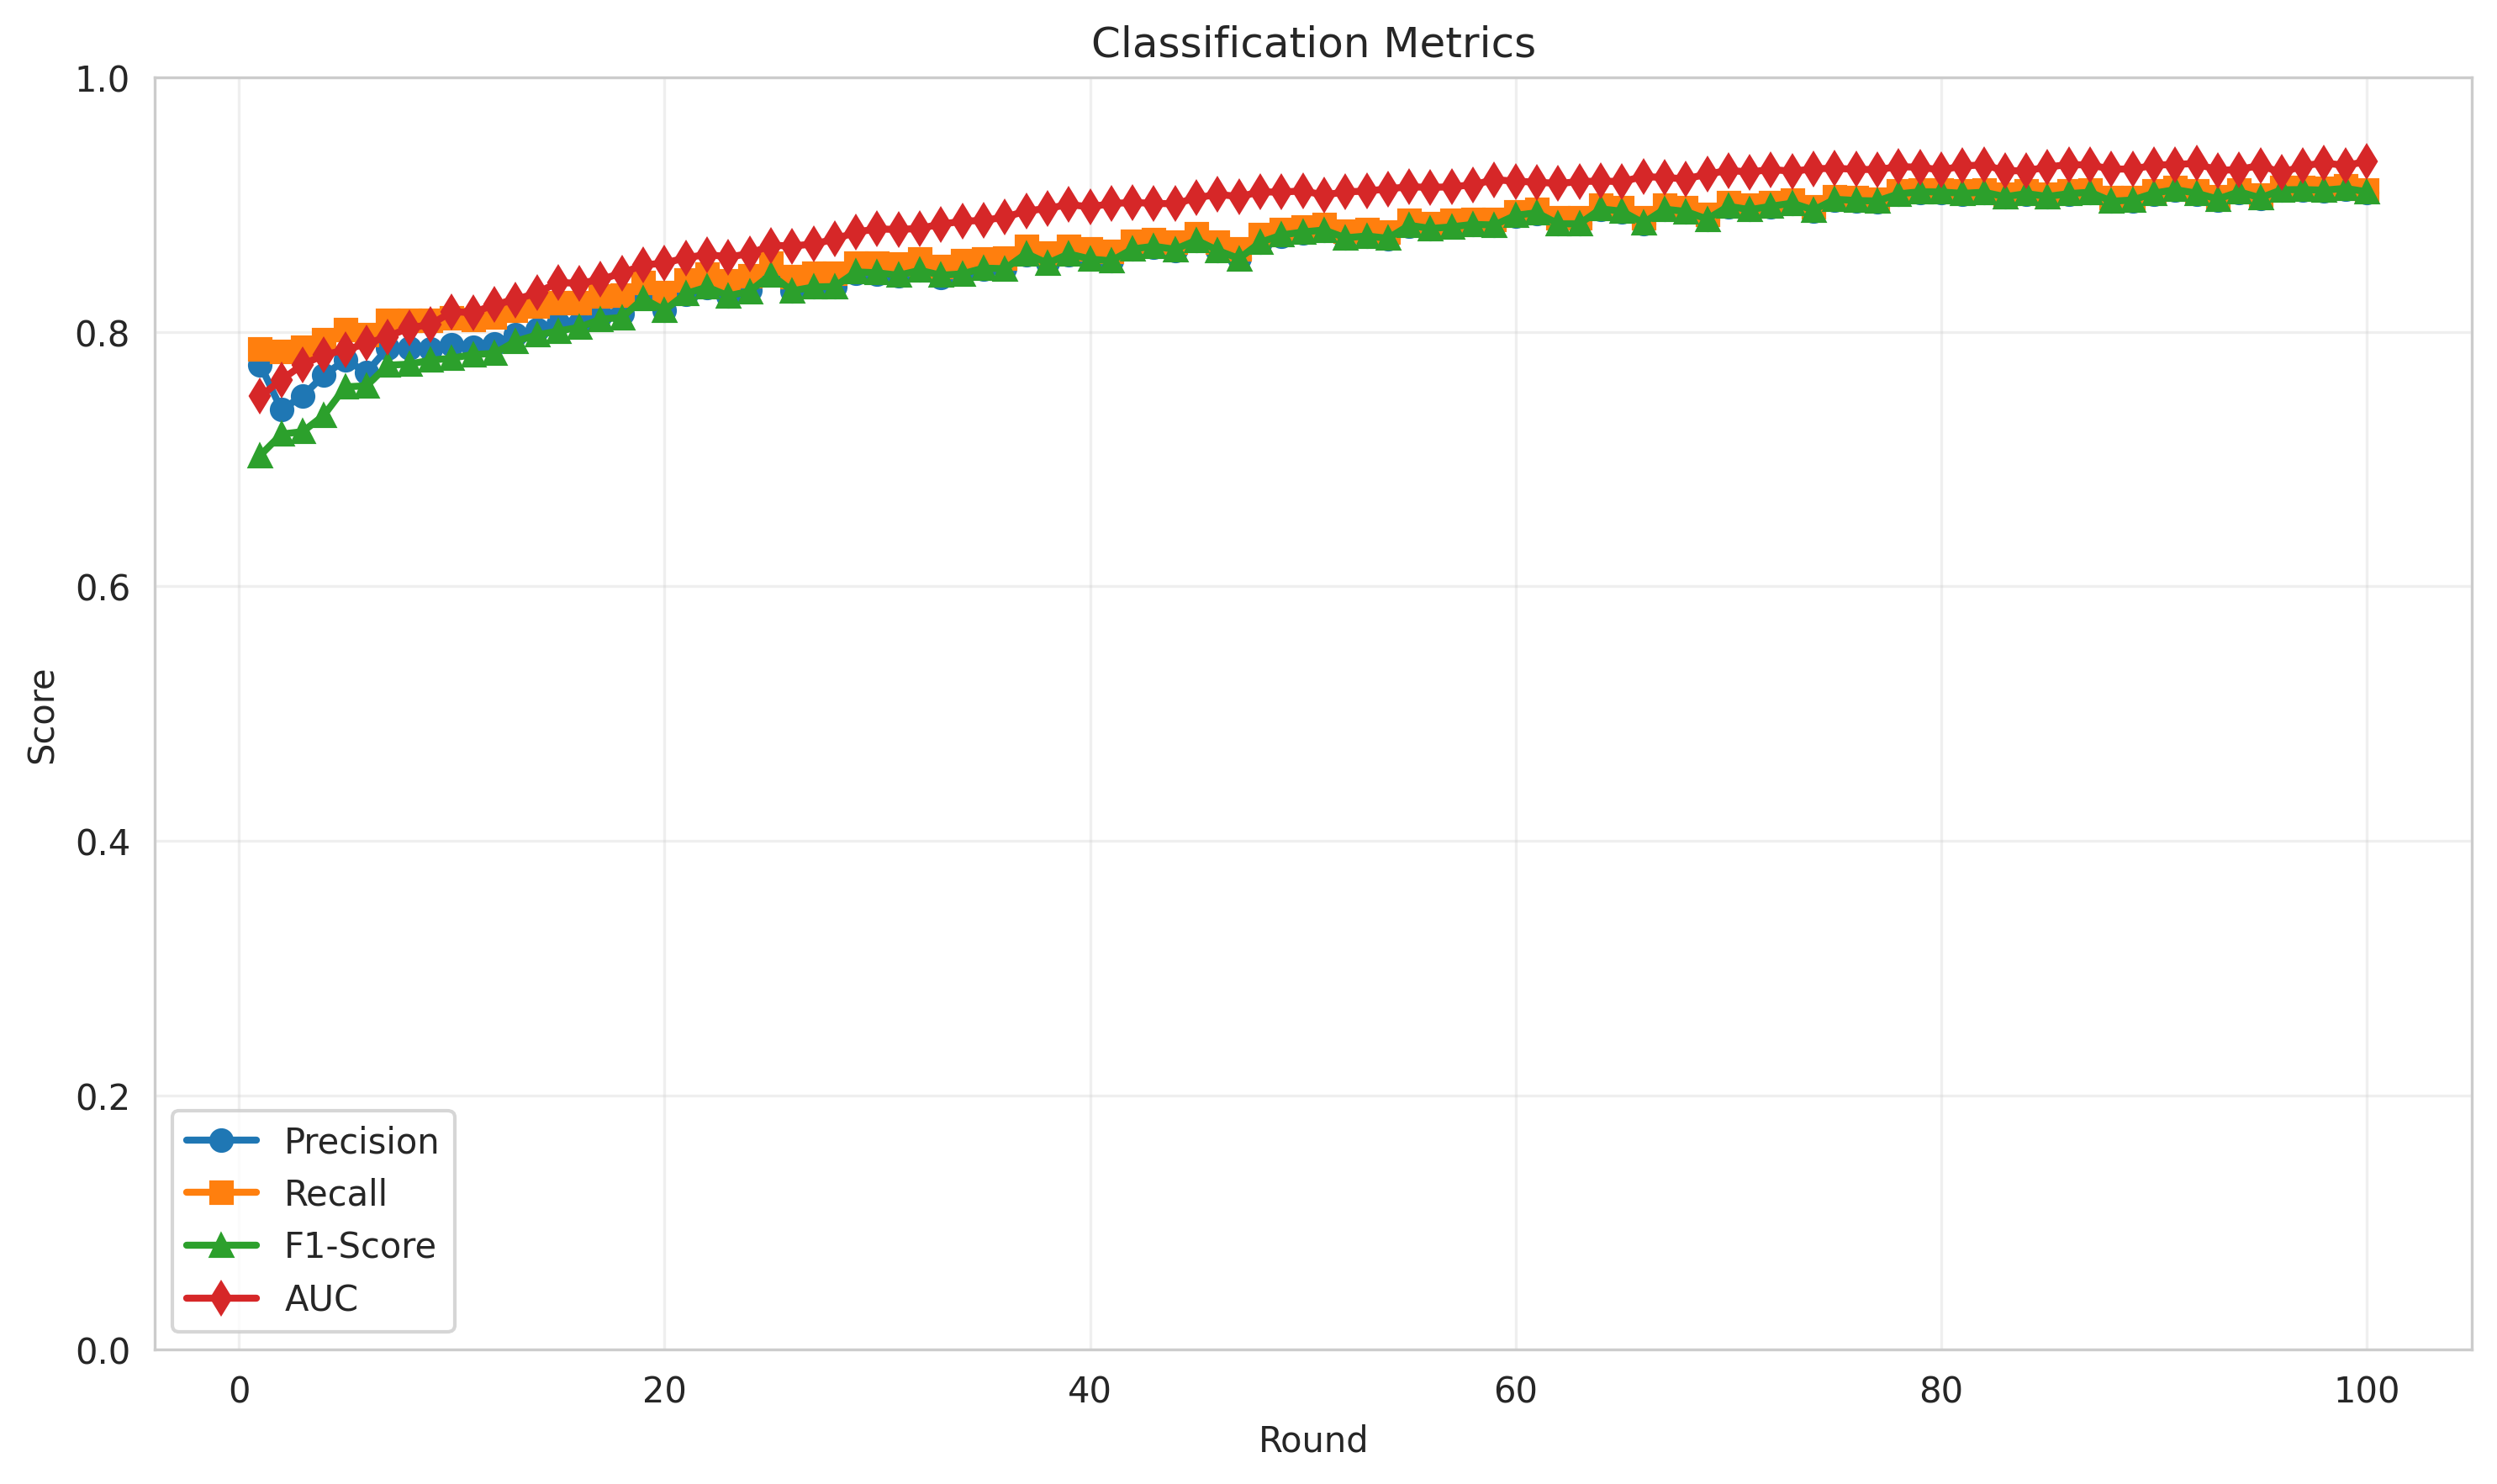 Classification Metrics
1.0
0.8
0.6
0.4
0.2
0.0
Score
Precision
Recall
F1-Score
AUC
0 20 40 60 80 100
Round